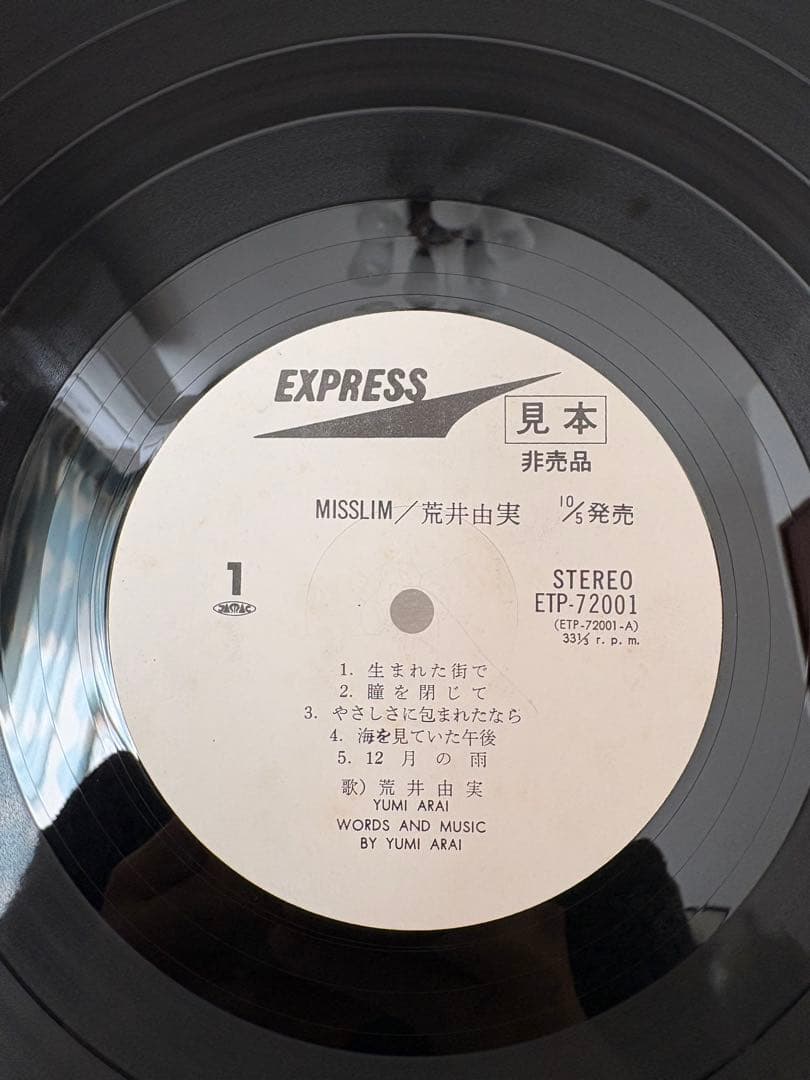 EXPRESS
見本
非売品
MISSLIM/荒井由実 10/5発売
1
JASRAC
STEREO
ETP-72001
(ETP-72001-A)
33⅓ r. p. m.
1. 生まれた街で
2. 瞳を閉じて
3. やさしさに包まれたなら
4. 海を見ていた午後
5. 12月の雨
歌) 荒井由実
YUMI ARAI
WORDS AND MUSIC
BY YUMI ARAI